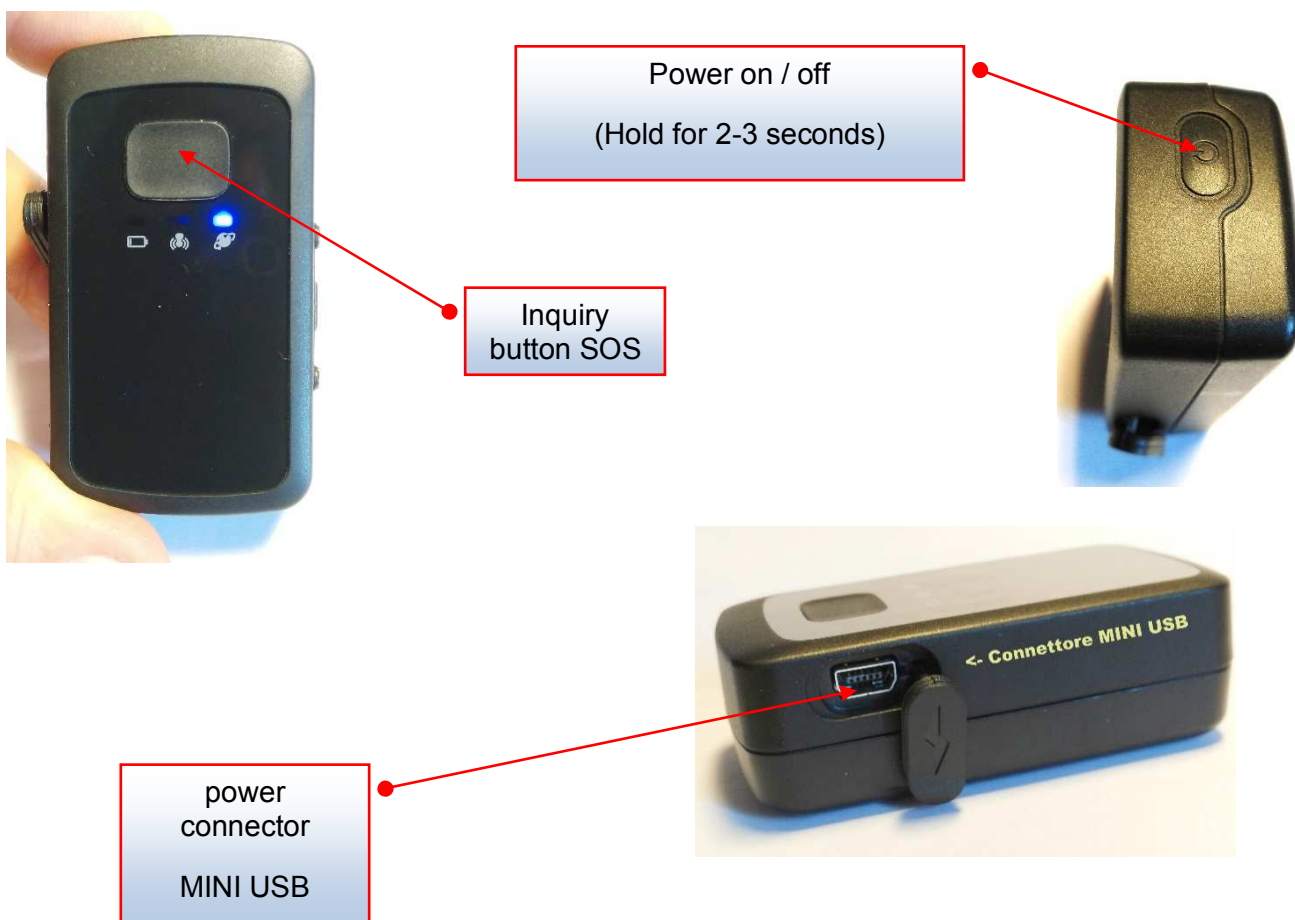 Power on / off
(Hold for 2-3 seconds)
Inquiry
button SOS
<- Connettore MINI USB
power
connector
MINI USB